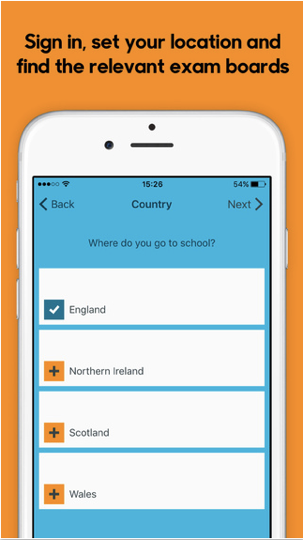 Sign in, set your location and
find the relevant exam boards
15:26
54%
Back
Country
Next
Where do you go to school?
England
Northern Ireland
Scotland
Wales